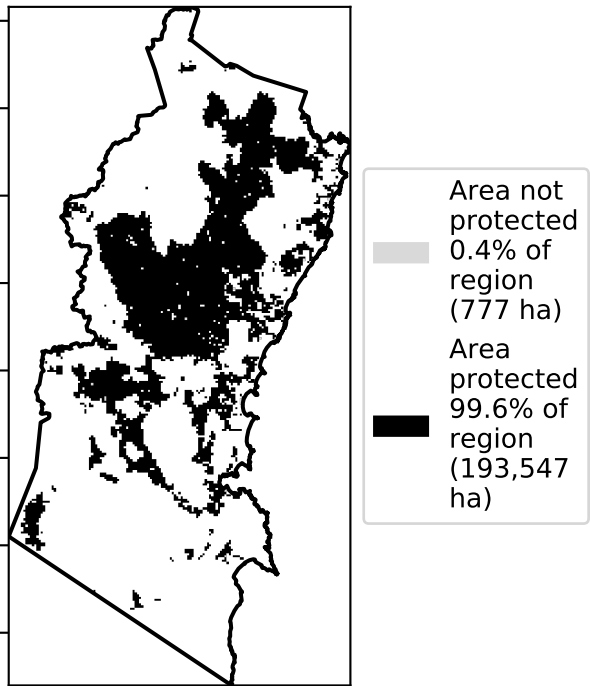 Area not
protected
0.4% of
region
(777 ha)
Area
protected
99.6% of
region
(193,547
ha)